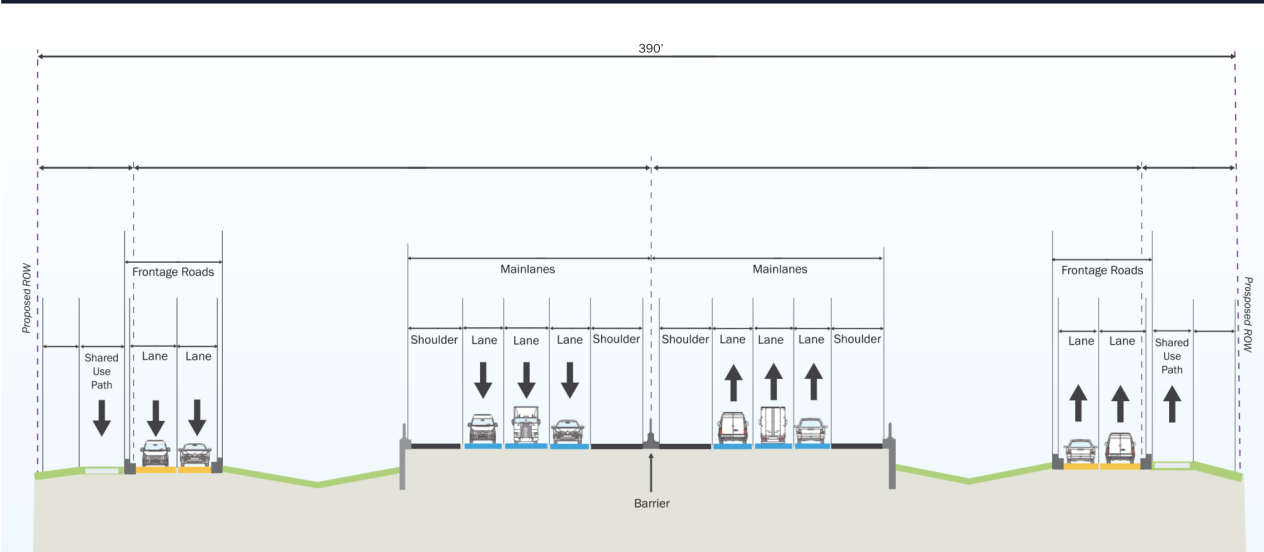 390'
Proposed ROW
Prosposed ROW
Frontage Roads
Mainlanes
Mainlanes
Frontage Roads
Shared
Use
Path
Lane
Lane
Shoulder
Lane
Lane
Lane
Shoulder
Shoulder
Lane
Lane
Lane
Shoulder
Lane
Lane
Shared
Use
Path
Barrier